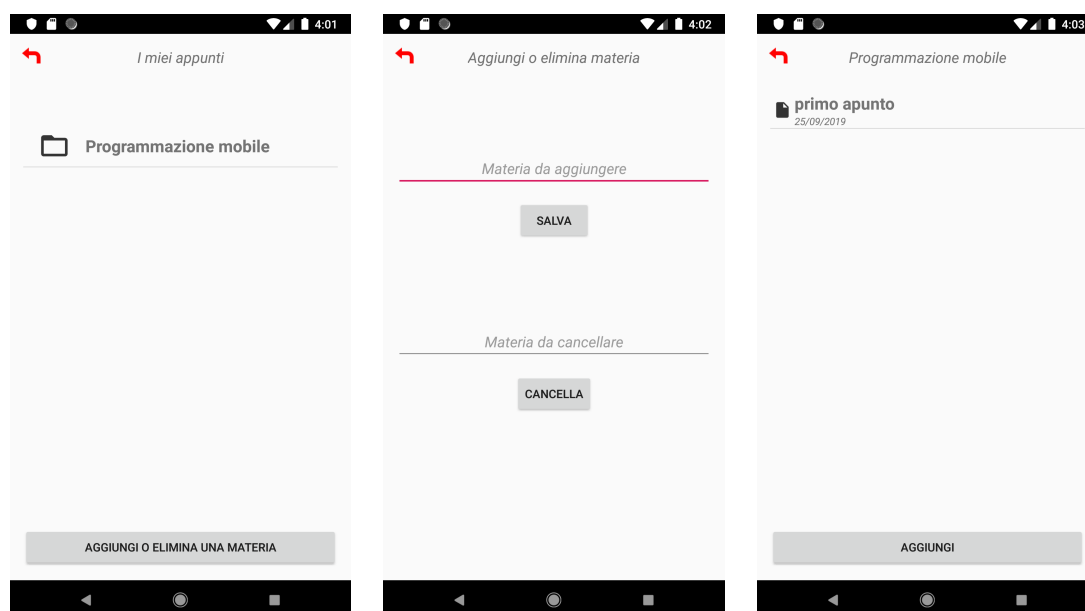 4:01
I miei appunti
Programmazione mobile
AGGIUNGI O ELIMINA UNA MATERIA
4:02
Aggiungi o elimina materia
Materia da aggiungere
SALVA
Materia da cancellare
CANCELLA
4:03
Programmazione mobile
primo apunto
25/09/2019
AGGIUNGI